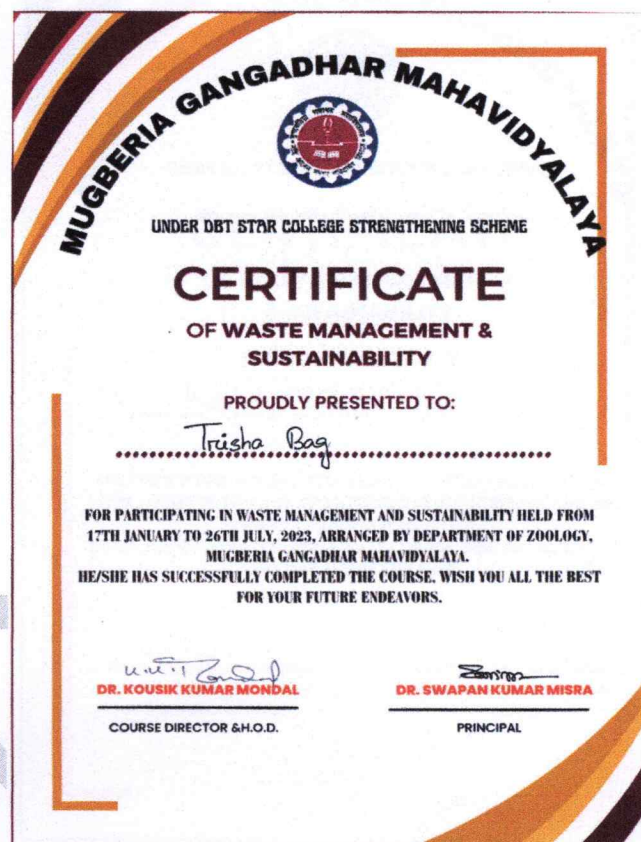 MUGBERIA GANGADHAR MAHAVIDYALAYA
UNDER DBT STAR COLLEGE STRENGTHENING SCHEME
CERTIFICATE
OF WASTE MANAGEMENT &
SUSTAINABILITY
PROUDLY PRESENTED TO:
Trisha Bag
FOR PARTICIPATING IN WASTE MANAGEMENT AND SUSTAINABILITY HELD FROM
17TH JANUARY TO 26TH JULY, 2023, ARRANGED BY DEPARTMENT OF ZOOLOGY,
MUGBERIA GANGADHAR MAHAVIDYALAYA.
HE/SHE HAS SUCCESSFULLY COMPLETED THE COURSE, WISH YOU ALL THE BEST
FOR YOUR FUTURE ENDEAVORS.
DR. KOUSIK KUMAR MONDAL
COURSE DIRECTOR &H.O.D.
DR. SWAPAN KUMAR MISRA
PRINCIPAL